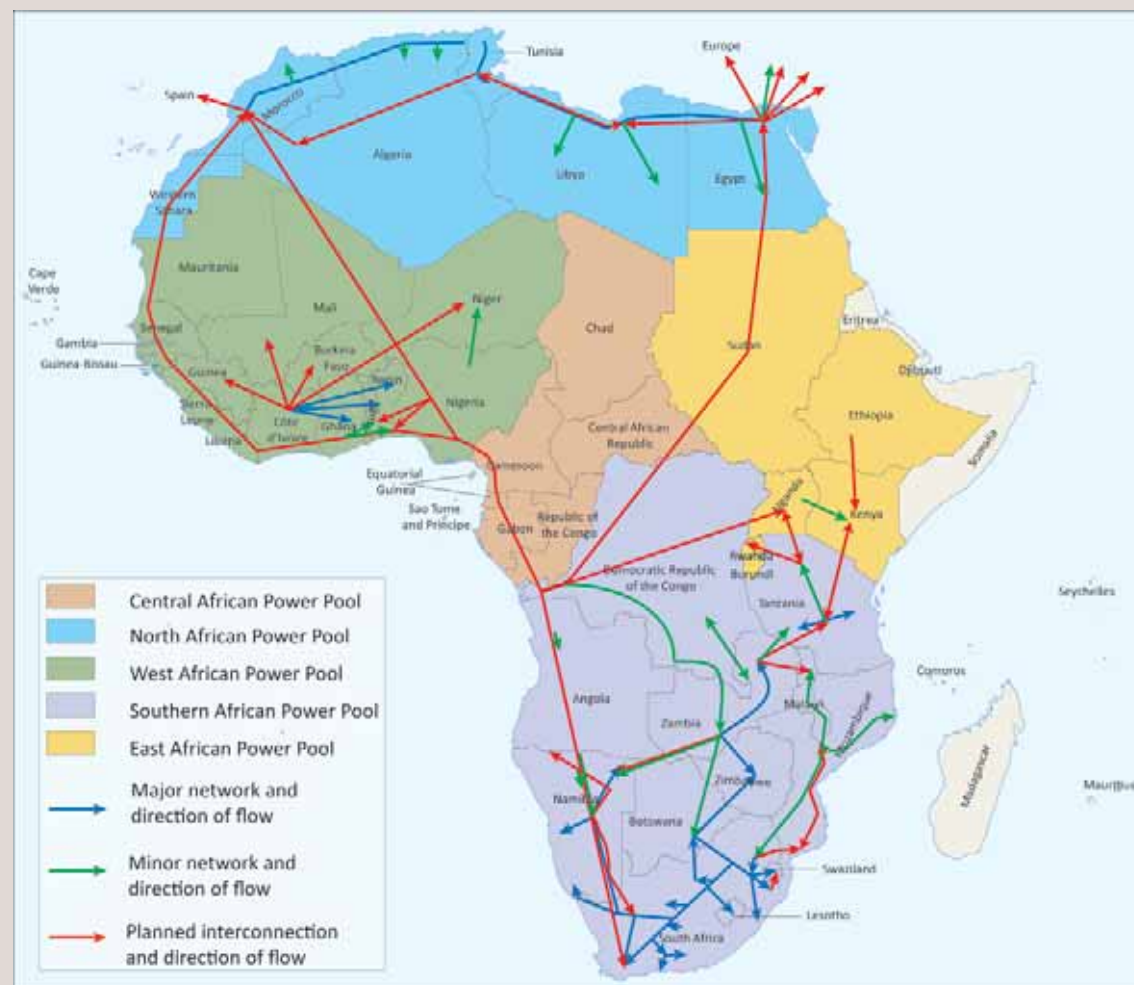 Europe
Tunisia
Spain
Morocco
Algeria
Libya
Egypt
Western
Sahara
Cape
Verde
Mauritania
Mali
Niger
Chad
Sudan
Eritrea
Djibouti
Senegal
Gambia
Guinea-Bissau
Guinea
Burkina
Faso
Benin
Nigeria
Ethiopia
Somalia
Sierra
Leone
Liberia
Côte
d'Ivoire
Ghana
Togo
Central African
Republic
Cameroon
Equatorial
Guinea
Sao Tome
and Principe
Gabon
Republic of
the Congo
Uganda
Kenya
Rwanda
Burundi
Democratic Republic
of the Congo
Tanzania
Seychelles
Comoros
Angola
Zambia
Malawi
Mozambique
Madagascar
Zimbabwe
Namibia
Botswana
Swaziland
Lesotho
South Africa
Central African Power Pool
North African Power Pool
West African Power Pool
Southern African Power Pool
East African Power Pool
Major network and
direction of flow
Minor network and
direction of flow
Planned interconnection
and direction of flow